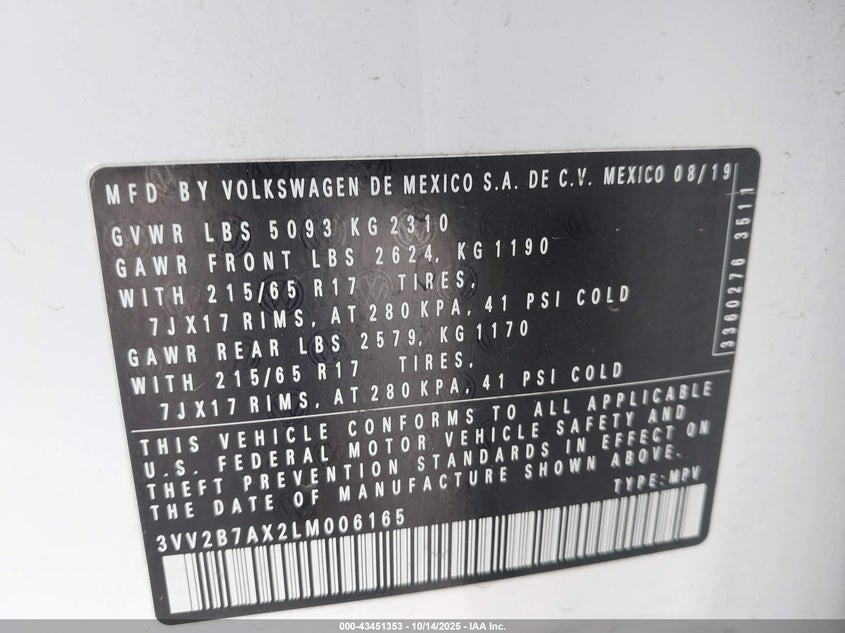 MFD BY VOLKSWAGEN DE MEXICO S.A. DE C.V. MEXICO 08/19
GVWR LBS 5093 KG 2310
GAWR FRONT LBS 2624, KG 1190
WITH 215/65 R17 TIRES,
7JX17 RIMS, AT 280 KPA, 41 PSI COLD
GAWR REAR LBS 2579, KG 1170
WITH 215/65 R17 TIRES,
7JX17 RIMS, AT 280 KPA, 41 PSI COLD
3360276 3511
THIS VEHICLE CONFORMS TO ALL APPLICABLE
U.S. FEDERAL MOTOR VEHICLE SAFETY AND
THEFT PREVENTION STANDARDS IN EFFECT ON
THE DATE OF MANUFACTURE SHOWN ABOVE.
TYPE: MPV
3VV2B7AX2LM006165
000-43451353 - 10/14/2025 - IAA Inc.